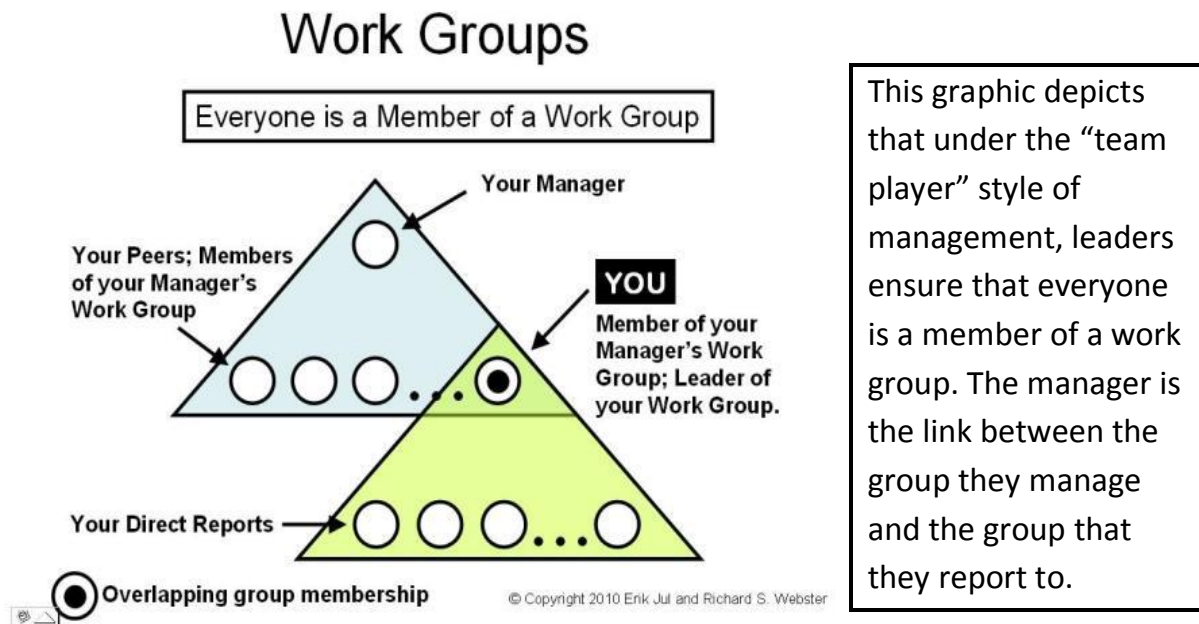 Work Groups
Everyone is a Member of a Work Group
Your Manager
Your Peers; Members
of your Manager's
Work Group
YOU
Member of your
Manager's Work
Group; Leader of
your Work Group.
Your Direct Reports
Overlapping group membership
© Copyright 2010 Erik Jul and Richard S. Webster
This graphic depicts
that under the “team
player” style of
management, leaders
ensure that everyone
is a member of a work
group. The manager is
the link between the
group they manage
and the group that
they report to.